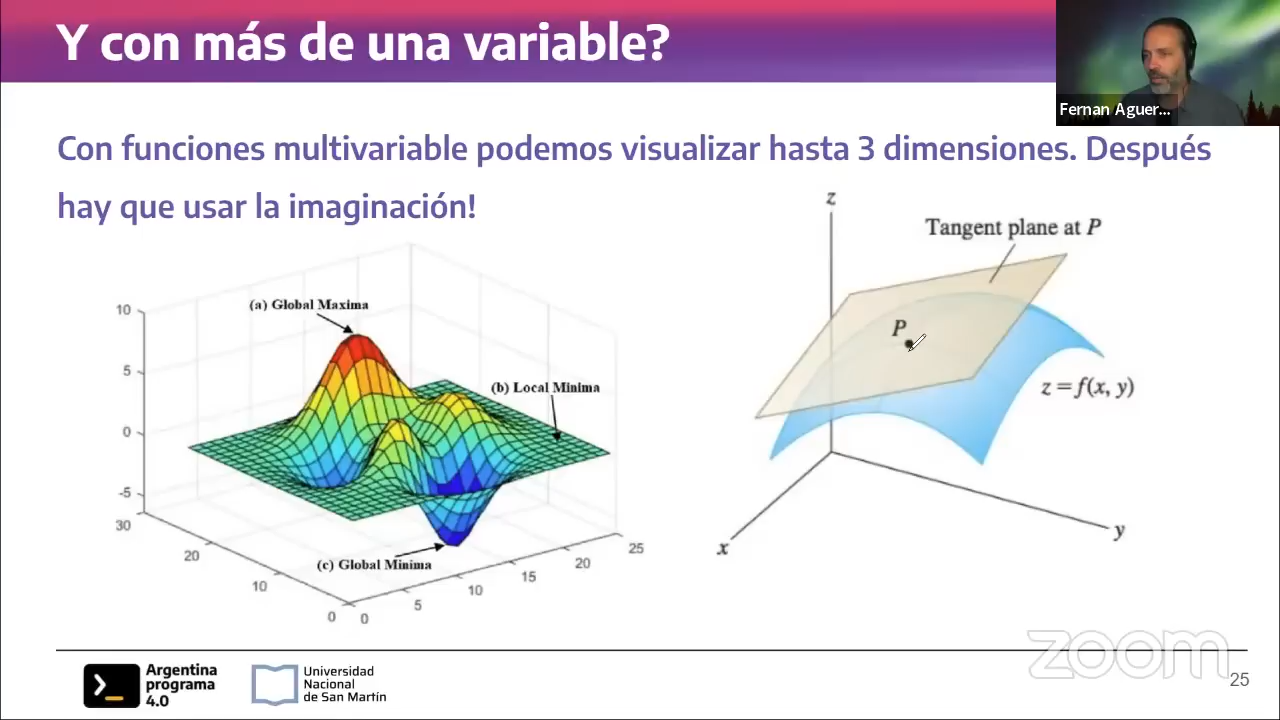 Y con más de una variable?
Fernan Aguer...
Con funciones multivariable podemos visualizar hasta 3 dimensiones. Después
hay que usar la imaginación!
z
Tangent plane at P
P
z = f(x, y)
x
y
(a) Global Maxima
(b) Local Minima
(c) Global Minima
10
5
0
-5
30
20
10
0
0
5
10
15
20
25
zoom
Argentina
programa
4.0
Universidad
Nacional
de San Martín
25